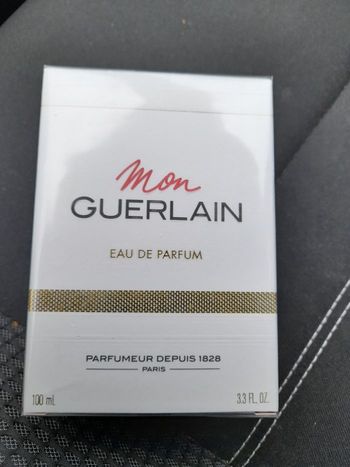 Mon
GUERLAIN
EAU DE PARFUM
PARFUMEUR DEPUIS 1828
PARIS
100 mL 3.3 FL. OZ.